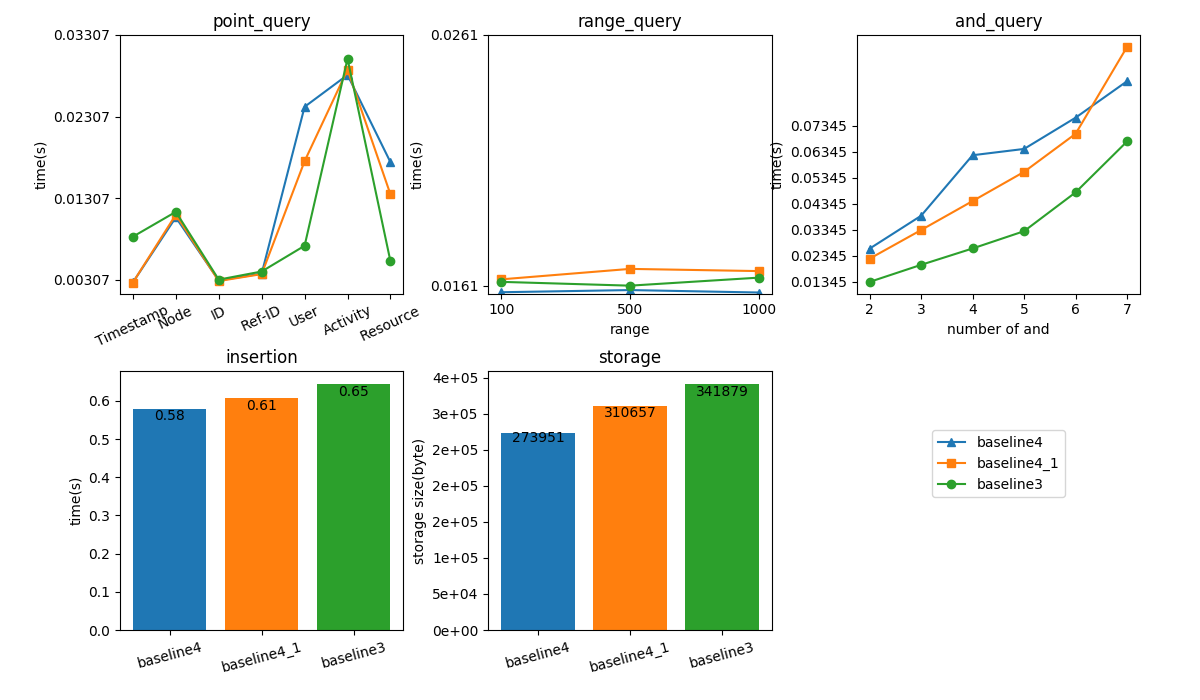 point_query
0.03307
0.02307
0.01307
0.00307
time(s)
Timestamp
Node
ID
Ref-ID
User
Activity
Resource
range_query
0.0261
0.0161
time(s)
100
500
1000
range
and_query
0.07345
0.06345
0.05345
0.04345
0.03345
0.02345
0.01345
time(s)
2
3
4
5
6
7
number of and
insertion
0.6
0.5
0.4
0.3
0.2
0.1
0.0
time(s)
0.58
0.61
0.65
baseline4
baseline4_1
baseline3
storage
4e+05
3e+05
2e+05
2e+05
2e+05
1e+05
5e+04
0e+00
storage size(byte)
273951
310657
341879
baseline4
baseline4_1
baseline3
baseline4
baseline4_1
baseline3